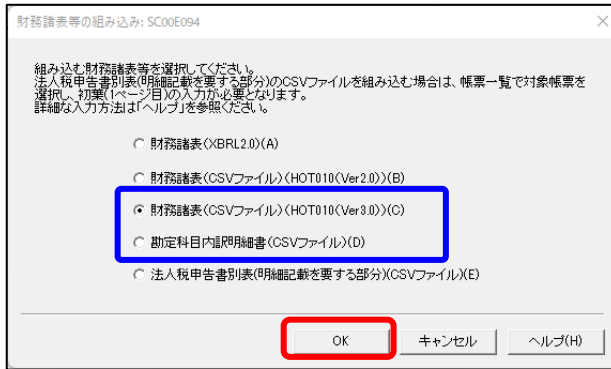 財務諸表等の組み込み: SC00E094
組み込む財務諸表等を選択してください。
法人税申告書別表(明細記載を要する部分)のCSVファイルを組み込む場合は、帳票一覧で対象帳票を
選択し、初葉(1ページ目)の入力が必要となります。
詳細な入力方法は「ヘルプ」を参照ください。
財務諸表(XBRL2.0)(A)
財務諸表(CSVファイル)(HOT010(Ver2.0))(B)
財務諸表(CSVファイル)(HOT010(Ver3.0))(C)
勘定科目内訳明細書(CSVファイル)(D)
法人税申告書別表(明細記載を要する部分)(CSVファイル)(E)
OK キャンセル ヘルプ(H)